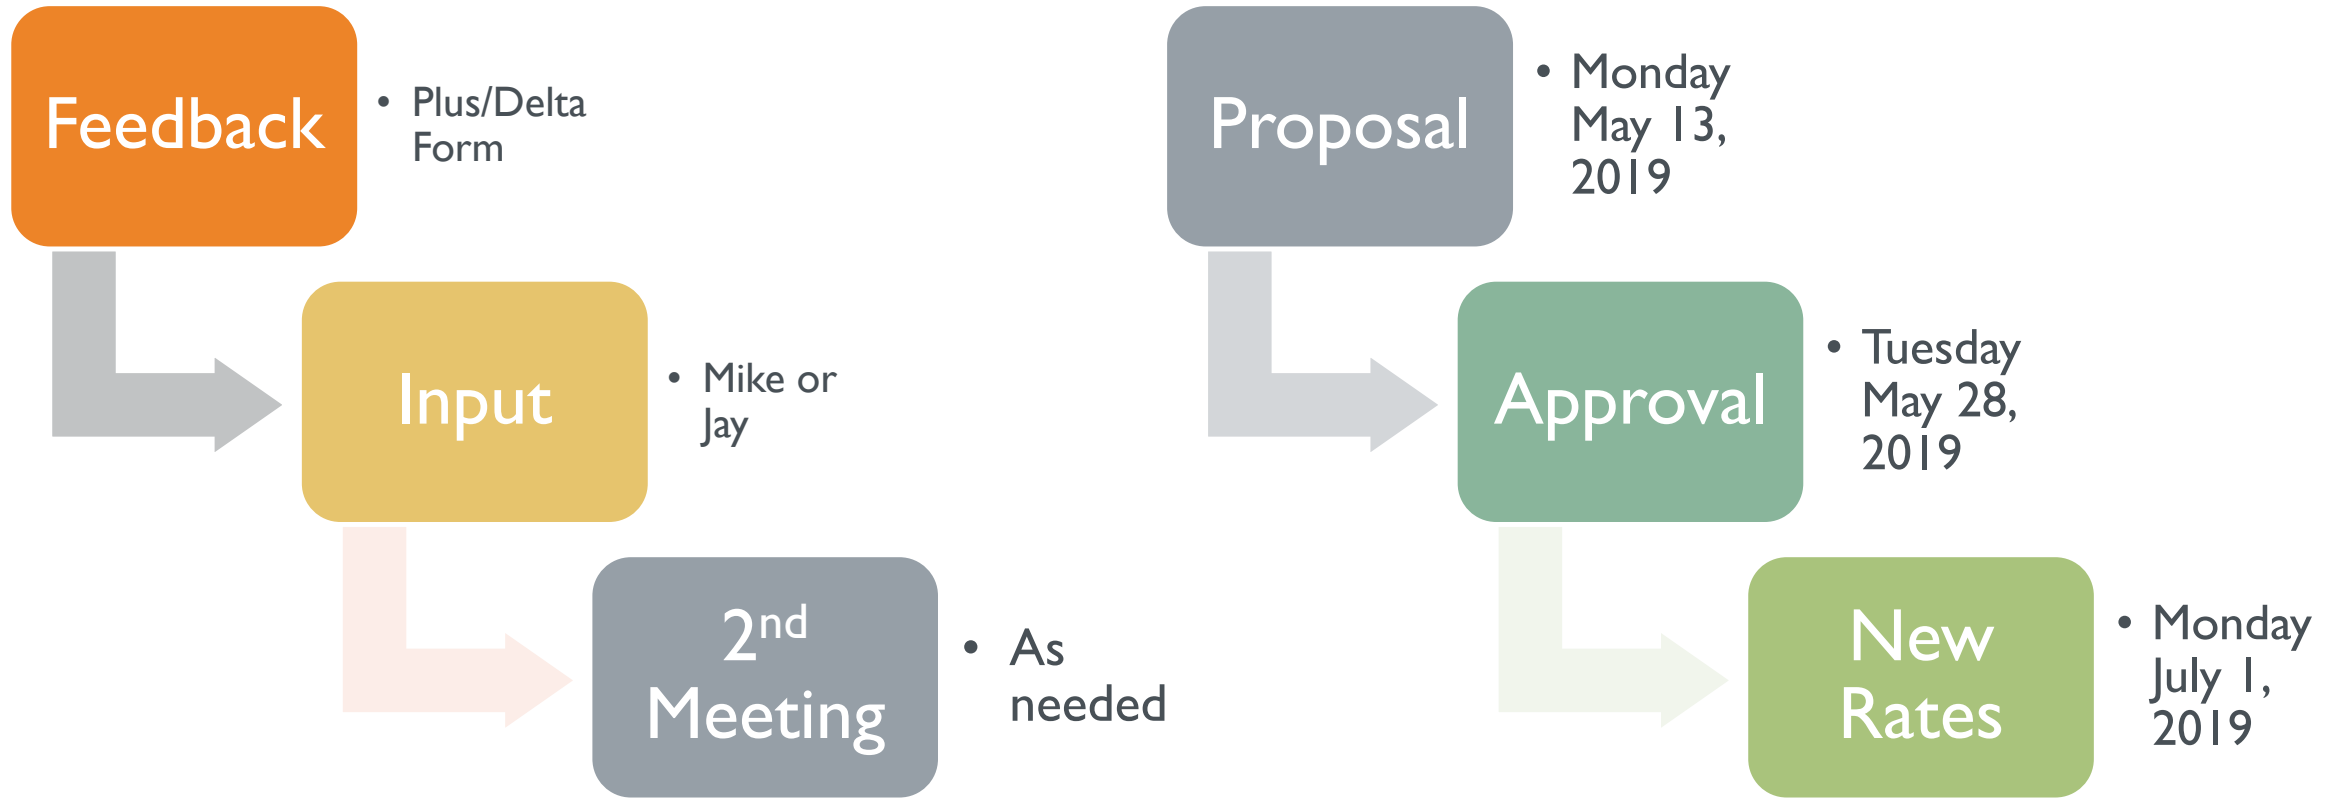 Feedback
• Plus/Delta
Form
Input
• Mike or
Jay
2nd
Meeting
• As
needed
Proposal
• Monday
May 13,
2019
Approval
• Tuesday
May 28,
2019
New
Rates
• Monday
July 1,
2019